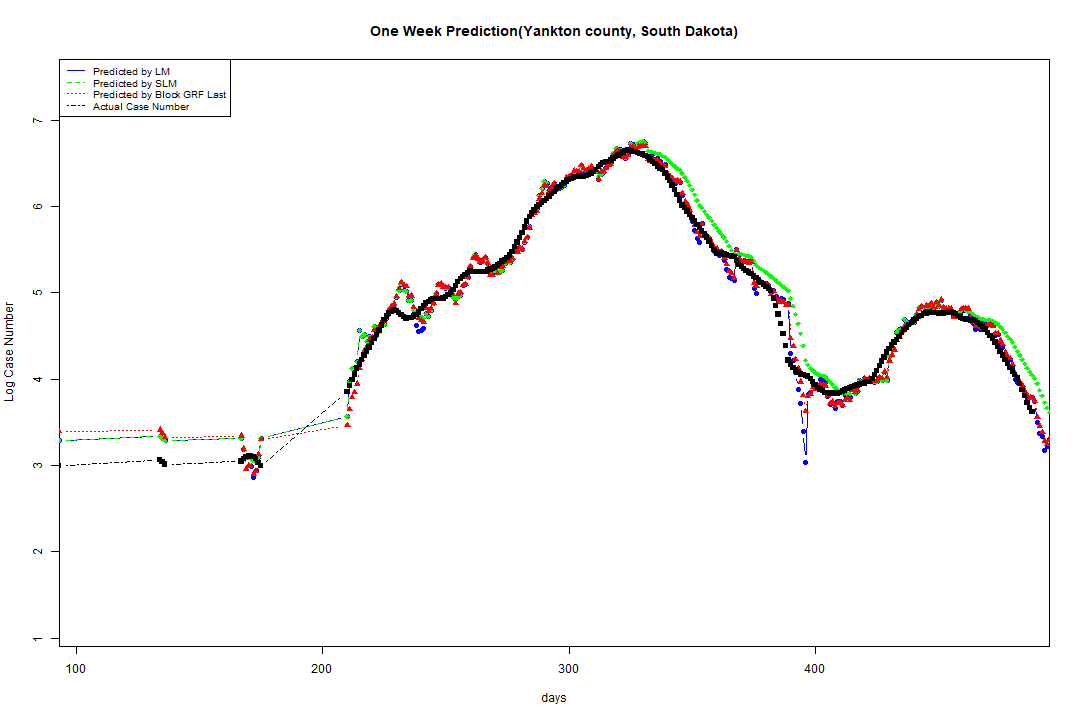 One Week Prediction(Yankton county, South Dakota)
Predicted by LM
Predicted by SLM
Predicted by Block GRF Last
Actual Case Number
7
6
5
4
3
2
1
Log Case Number
100 200 300 400
days